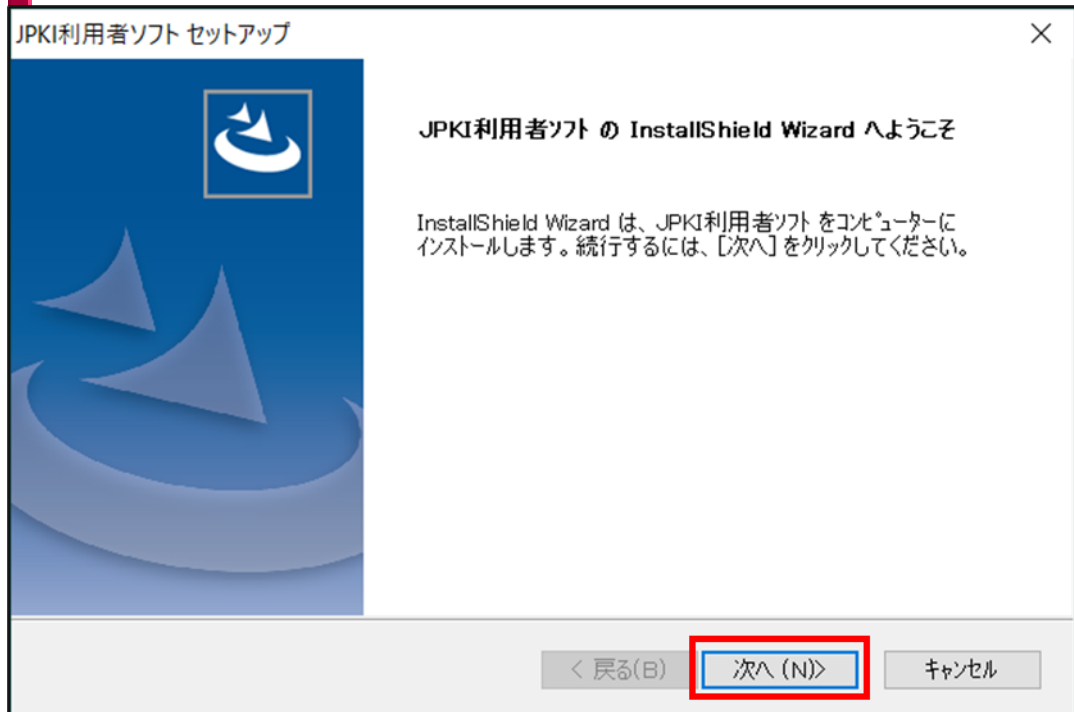 JPKI利用者ソフト セットアップ
JPKI利用者ソフト の InstallShield Wizard へようこそ
InstallShield Wizard は、JPKI利用者ソフト をコンピューターに
インストールします。続行するには、[次へ] をクリックしてください。
< 戻る(B)
次へ (N)>
キャンセル